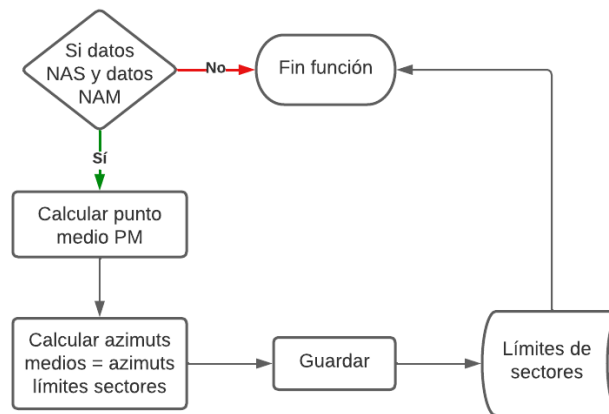 Si datos
NAS y datos
NAM
No
Fin función
Sí
Calcular punto
medio PM
Calcular azimuts
medios = azimuts
límites sectores
Guardar
Límites de
sectores